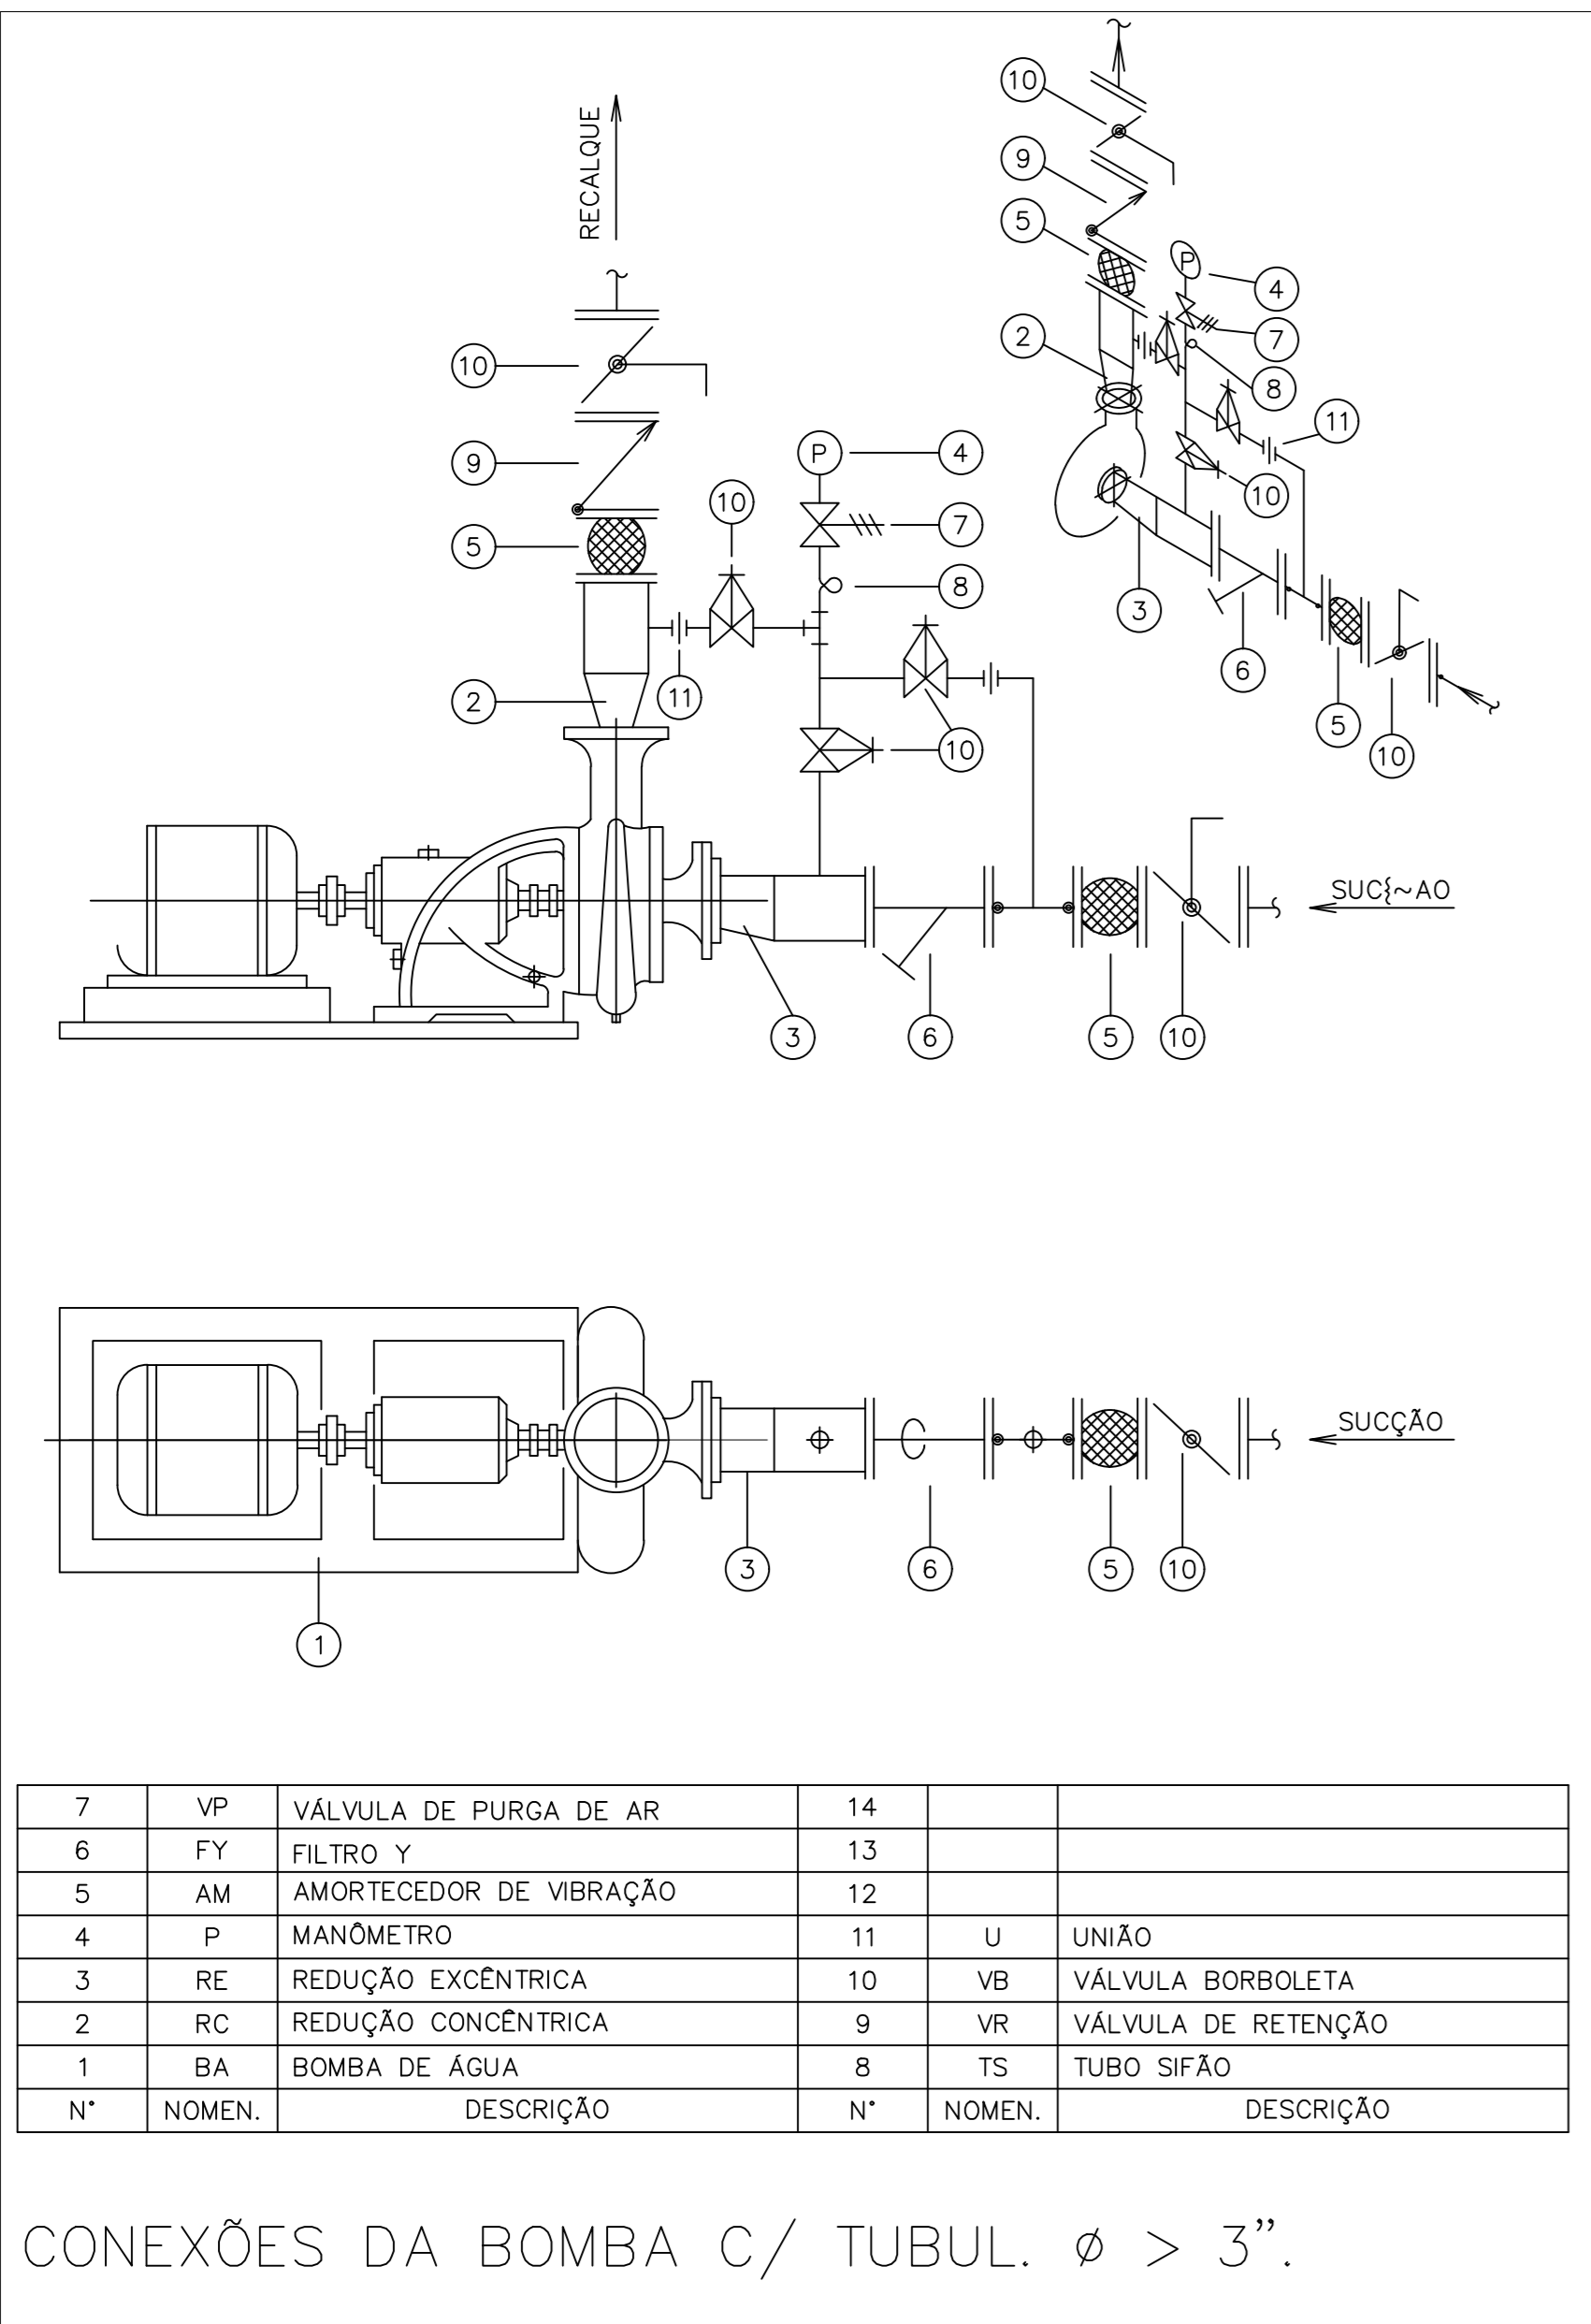 RECALQUE
10
9
5
2
10
11
P
4
7
8
10
10
9
5
2
P
4
7
8
11
10
3
6
5
10
SUC{~AO
3
6
5
10
SUCÇÃO
3
6
5
10
1
7 VP VÁLVULA DE PURGA DE AR 14
6 FY FILTRO Y 13
5 AM AMORTECEDOR DE VIBRAÇÃO 12
4 P MANÔMETRO 11 U UNIÃO
3 RE REDUÇÃO EXCÊNTRICA 10 VB VÁLVULA BORBOLETA
2 RC REDUÇÃO CONCÊNTRICA 9 VR VÁLVULA DE RETENÇÃO
1 BA BOMBA DE ÁGUA 8 TS TUBO SIFÃO
N° NOMEN. DESCRIÇÃO N° NOMEN. DESCRIÇÃO
CONEXÕES DA BOMBA C/ TUBUL. ø > 3”.